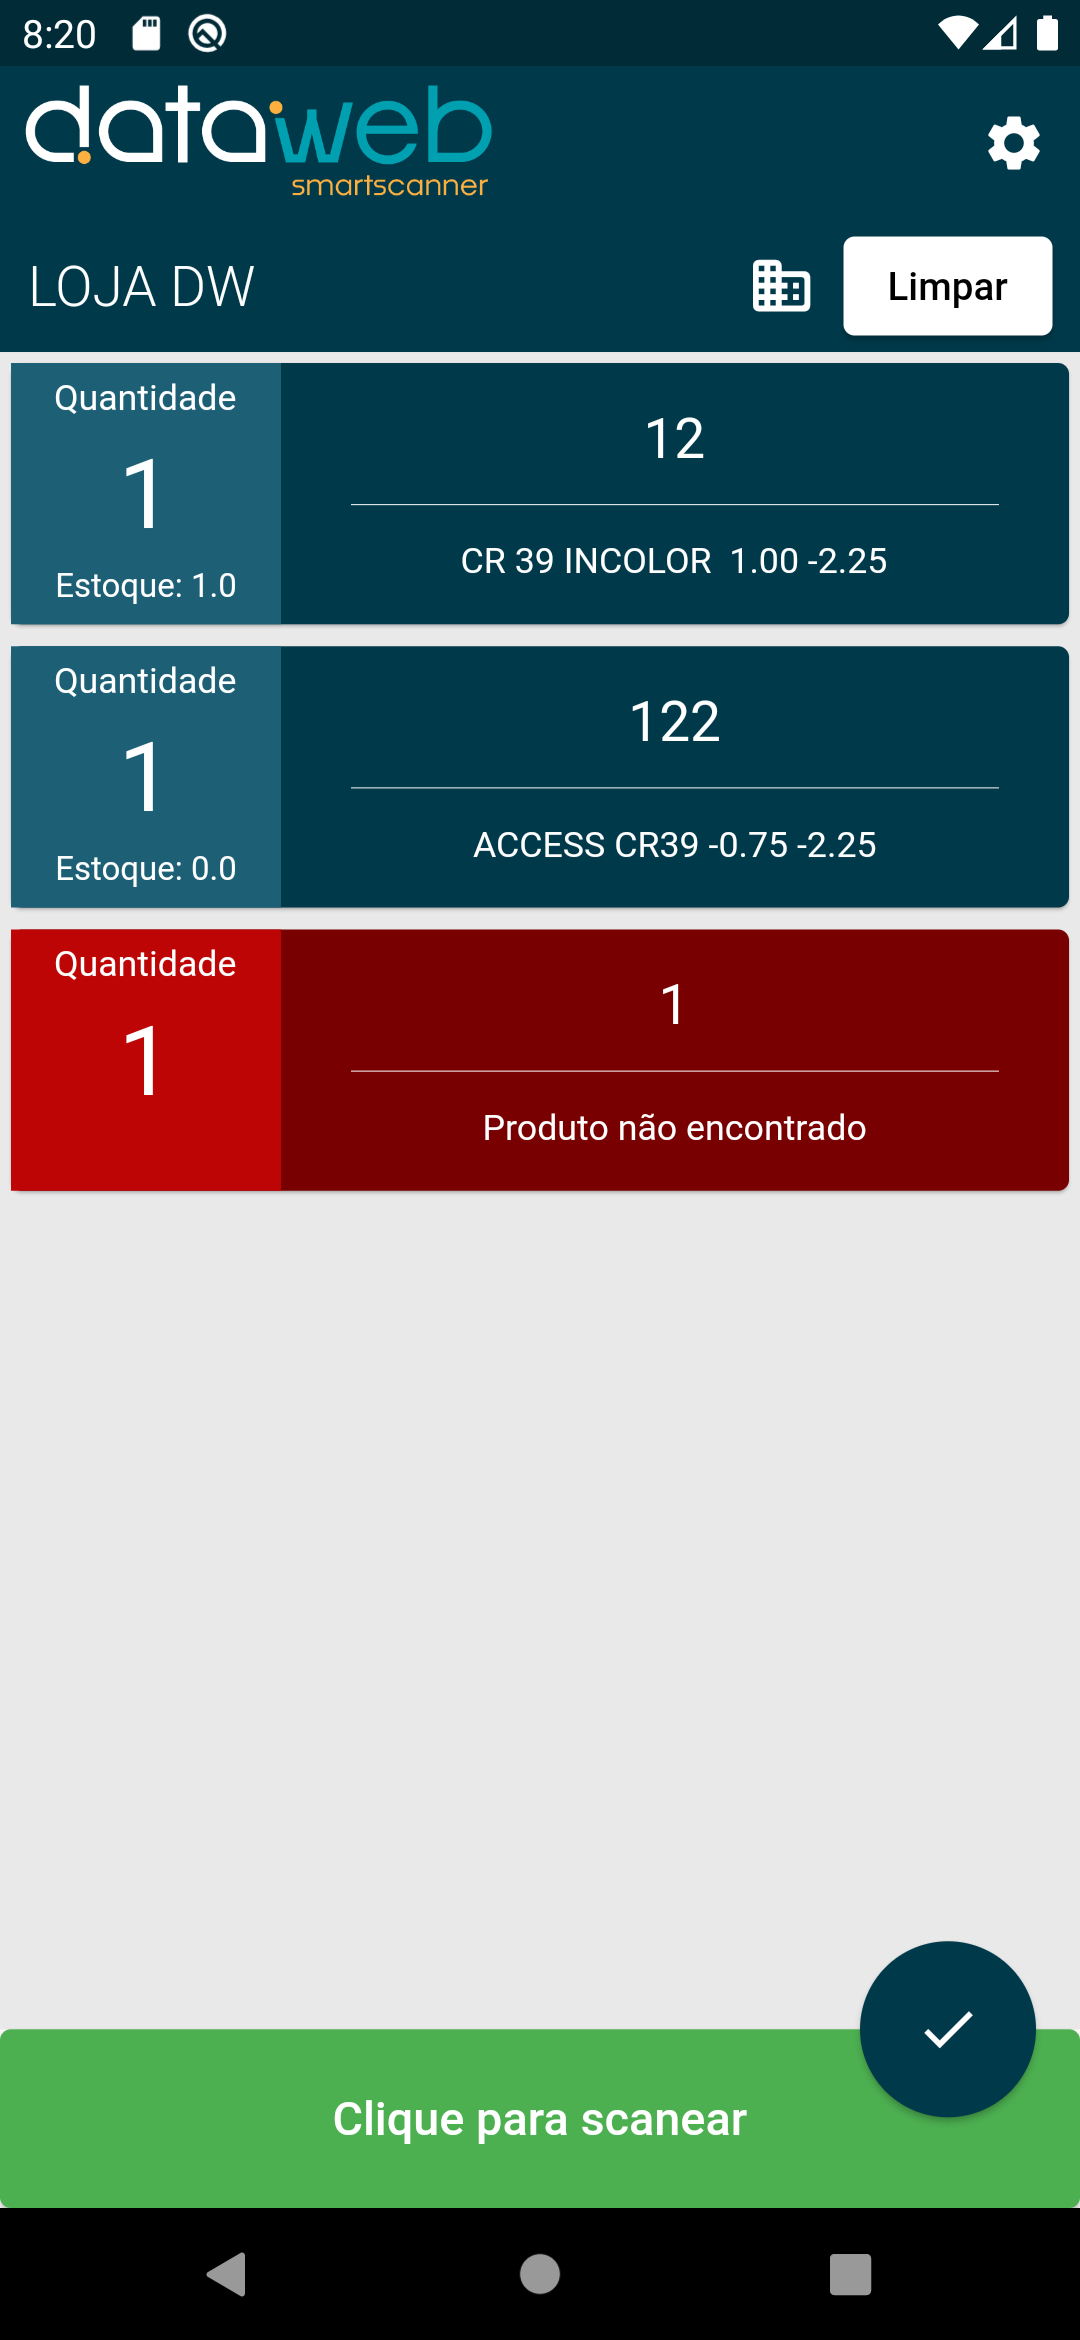 8:20
dataweb
smartscanner
LOJA DW
Limpar
Quantidade
1
Estoque: 1.0
12
CR 39 INCOLOR  1.00 -2.25
Quantidade
1
Estoque: 0.0
122
ACCESS CR39 -0.75 -2.25
Quantidade
1
1
Produto não encontrado
Clique para scanear